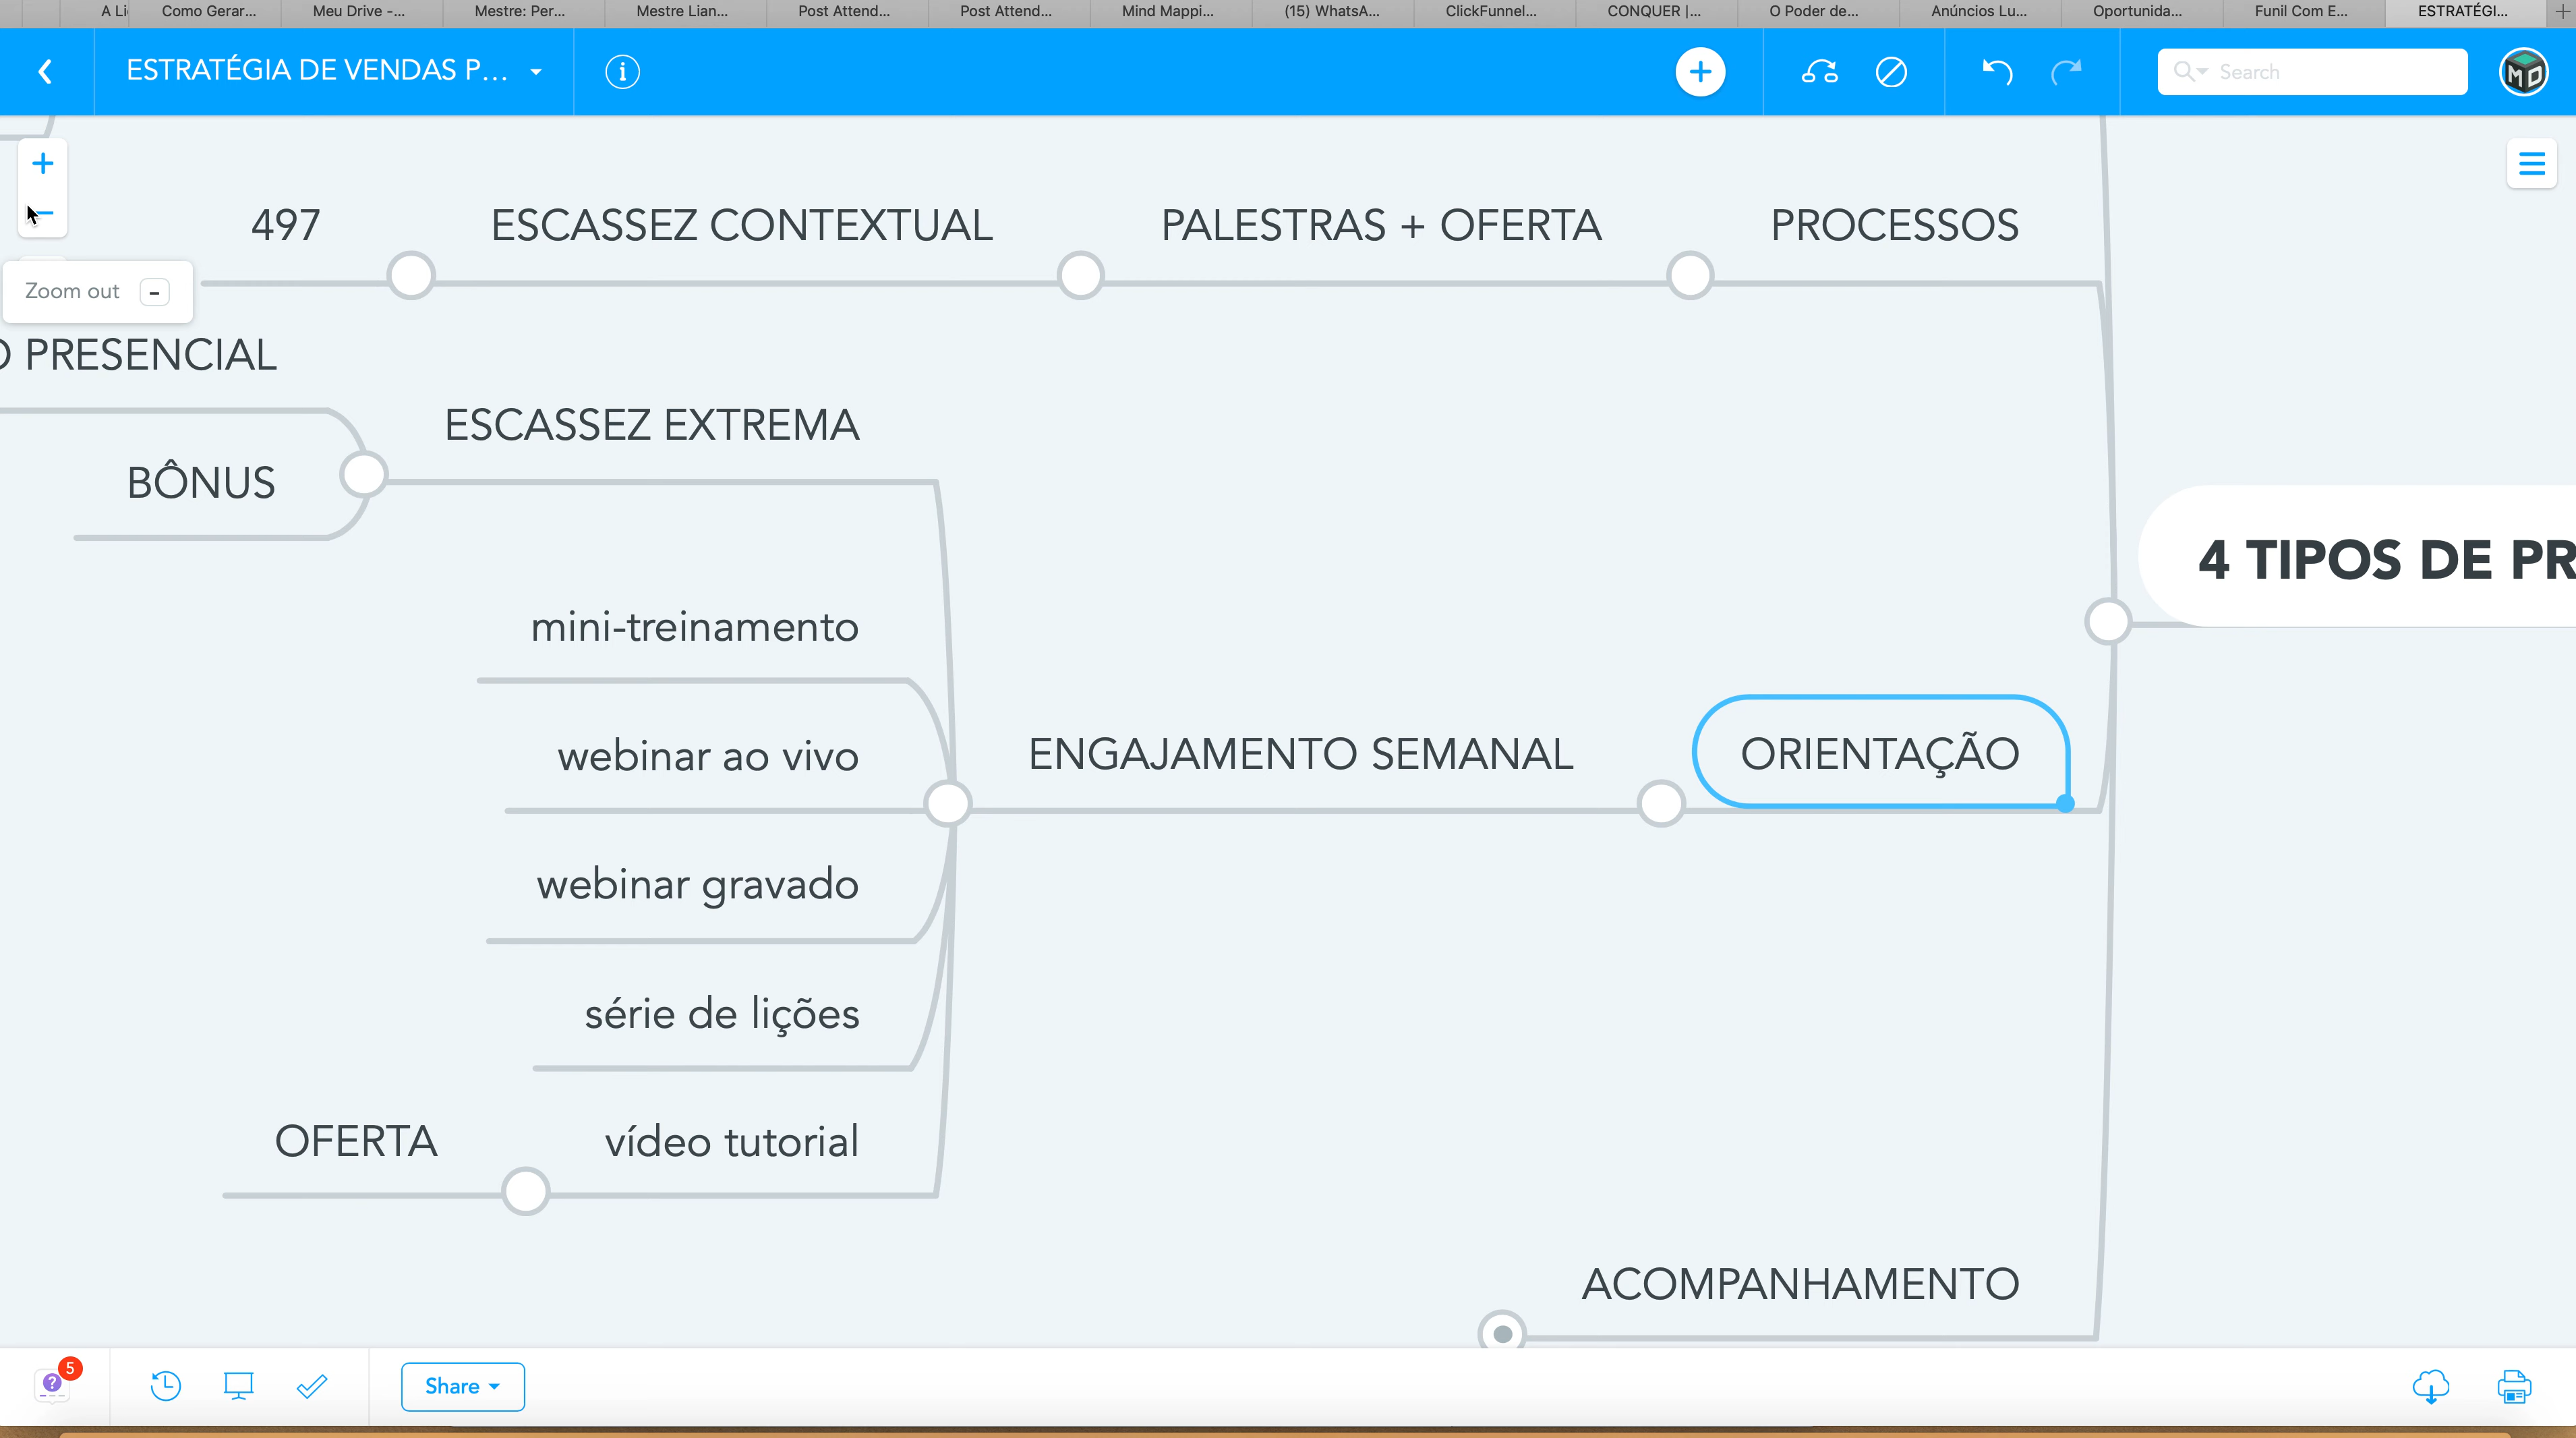 A Li
Como Gerar...
Meu Drive -...
Mestre: Per...
Mestre Lian...
Post Attend...
Post Attend...
Mind Mappi...
(15) WhatsA...
ClickFunnel...
CONQUER |...
O Poder de...
Anúncios Lu...
Oportunida...
Funil Com E...
ESTRATÉGI...
ESTRATÉGIA DE VENDAS P...
Search
497
ESCASSEZ CONTEXTUAL
PALESTRAS + OFERTA
PROCESSOS
Zoom out -
O PRESENCIAL
ESCASSEZ EXTREMA
BÔNUS
4 TIPOS DE PR
mini-treinamento
webinar ao vivo
ENGAJAMENTO SEMANAL
ORIENTAÇÃO
webinar gravado
série de lições
OFERTA
vídeo tutorial
ACOMPANHAMENTO
5
Share